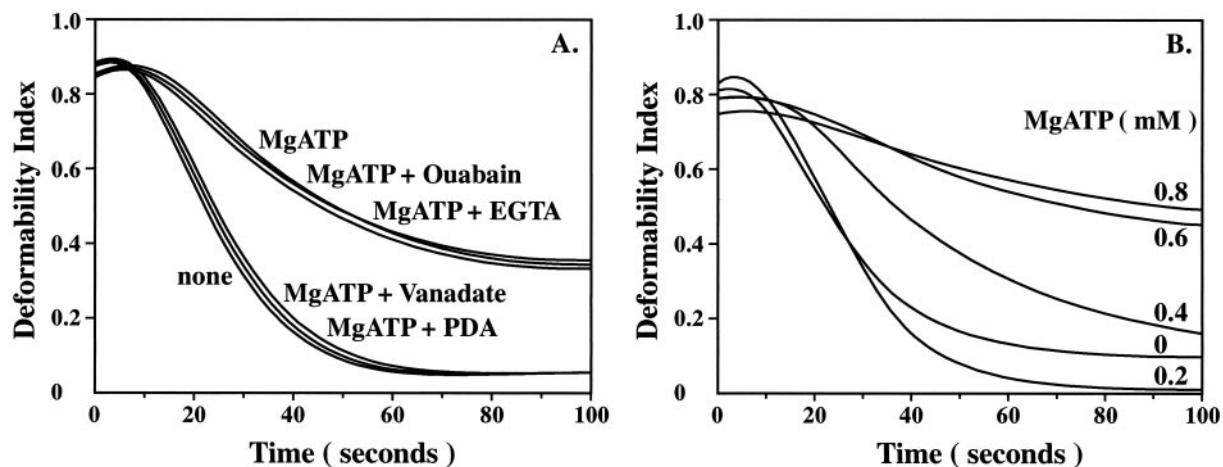 A.
Deformability Index
1.0
0.8
0.6
0.4
0.2
0
MgATP
MgATP + Ouabain
MgATP + EGTA
none
MgATP + Vanadate
MgATP + PDA
0 20 40 60 80 100
Time ( seconds )
B.
Deformability Index
1.0
0.8
0.6
0.4
0.2
0
MgATP ( mM )
0.8
0.6
0.4
0
0.2
0 20 40 60 80 100
Time ( seconds )